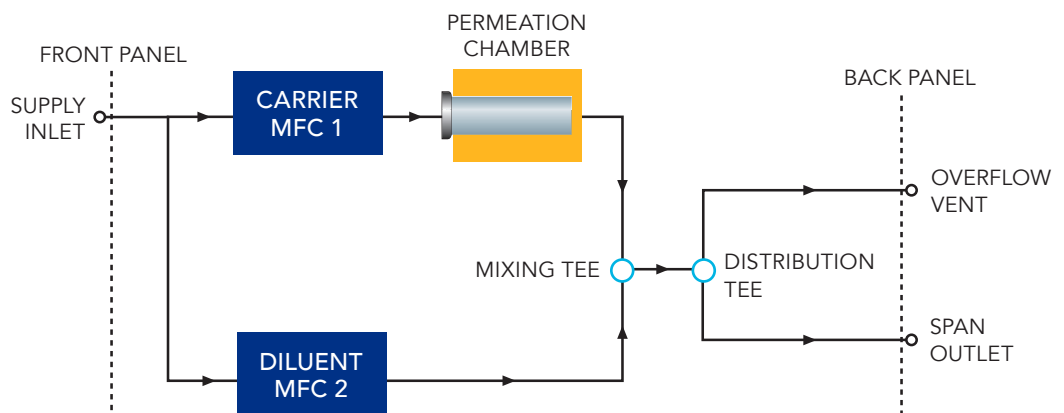 PERMEATION
CHAMBER
FRONT PANEL
BACK PANEL
SUPPLY
INLET
CARRIER
MFC 1
OVERFLOW
VENT
MIXING TEE
DISTRIBUTION
TEE
SPAN
OUTLET
DILUENT
MFC 2